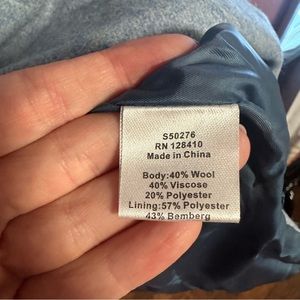 S50276
RN 128410
Made in China
Body:40% Wool
40% Viscose
20% Polyester
Lining:57% Polyester
43% Bemberg